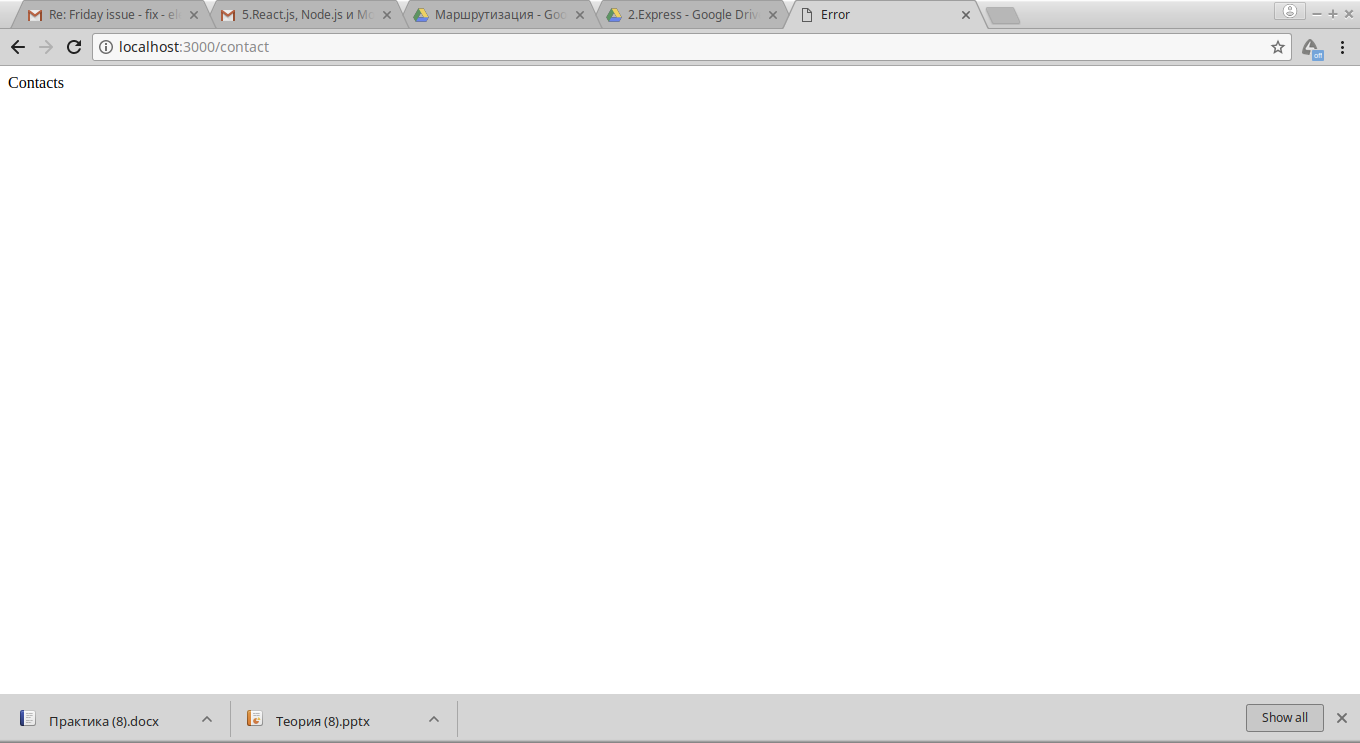 Re: Friday issue - fix - el
5.React.js, Node.js и Mo
Маршрутизация - Goo
2.Express - Google Driv
Error
localhost:3000/contact
off
Contacts
Практика (8).docx
Теория (8).pptx
Show all